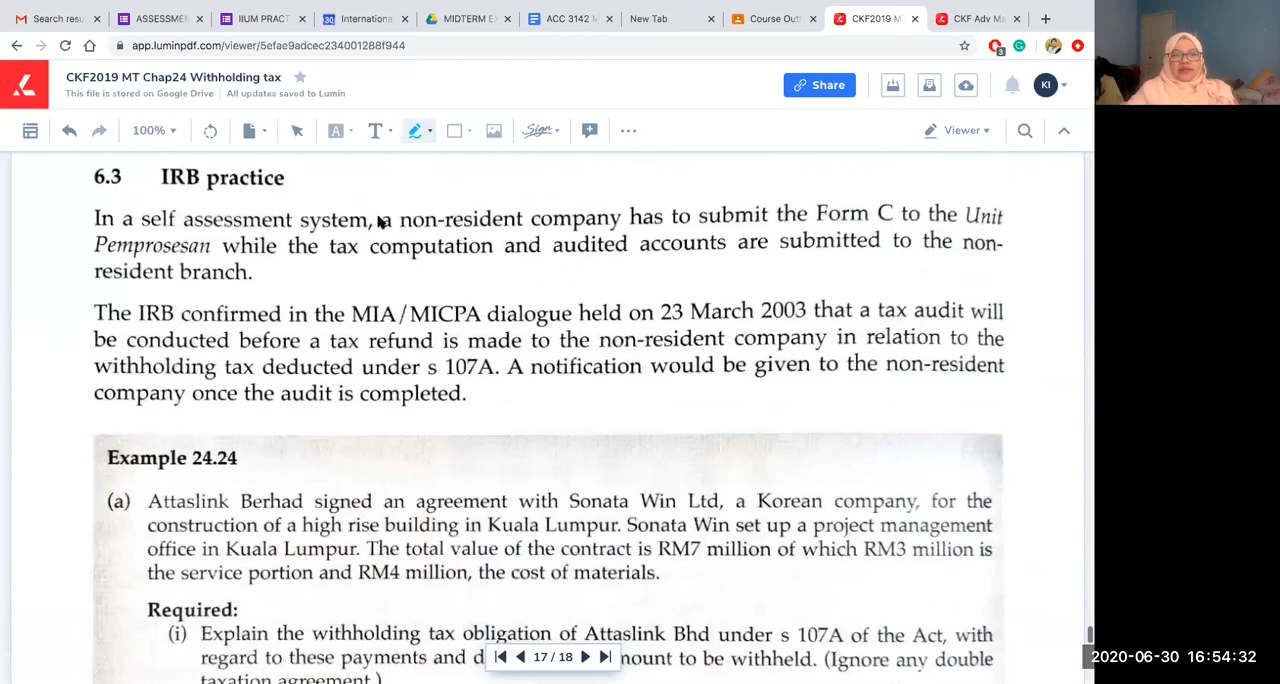 Search resu
ASSESSMEN
IIUM PRACT
Internationa
MIDTERM E
ACC 3142 M
New Tab
Course Out
CKF2019 M
CKF Adv Ma
app.luminpdf.com/viewer/5efae9adcec234001288f944
3
CKF2019 MT Chap24 Withholding tax
This file is stored on Google Drive
All updates saved to Lumin
Share
KI
100%
A
T
Sign
Viewer
6.3 IRB practice
In a self assessment system, a non-resident company has to submit the Form C to the Unit
Pemprosesan while the tax computation and audited accounts are submitted to the non-
resident branch.
The IRB confirmed in the MIA/MICPA dialogue held on 23 March 2003 that a tax audit will
be conducted before a tax refund is made to the non-resident company in relation to the
withholding tax deducted under s 107A. A notification would be given to the non-resident
company once the audit is completed.
Example 24.24
(a) Attaslink Berhad signed an agreement with Sonata Win Ltd, a Korean company, for the
construction of a high rise building in Kuala Lumpur. Sonata Win set up a project management
office in Kuala Lumpur. The total value of the contract is RM7 million of which RM3 million is
the service portion and RM4 million, the cost of materials.
Required:
(i) Explain the withholding tax obligation of Attaslink Bhd under s 107A of the Act, with
regard to these payments and d mount to be withheld. (Ignore any double
taxation agreement.)
17 / 18
2020-06-30 16:54:32